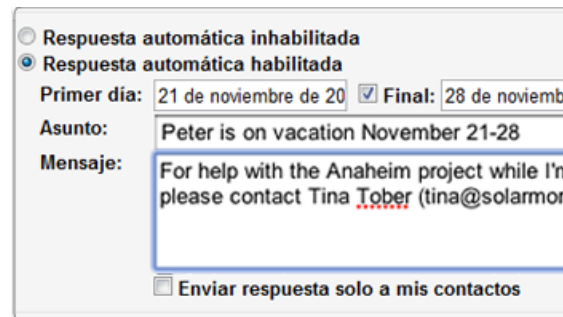 Respuesta automática inhabilitada
Respuesta automática habilitada
Primer día: 21 de noviembre de 20 Final: 28 de noviemb
Asunto: Peter is on vacation November 21-28
Mensaje: For help with the Anaheim project while I'm
please contact Tina Tober (tina@solarmor
Enviar respuesta solo a mis contactos